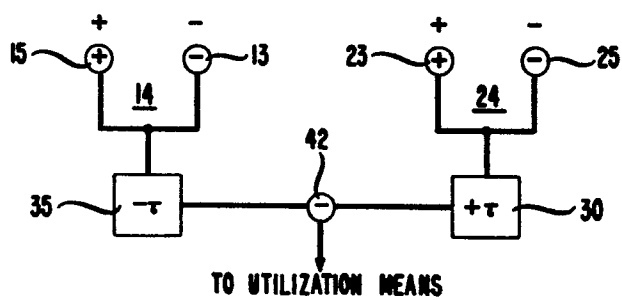 + − + −
15 + − 13 23 + − 25
14 24
42
35 −τ − +τ 30
TO UTILIZATION MEANS